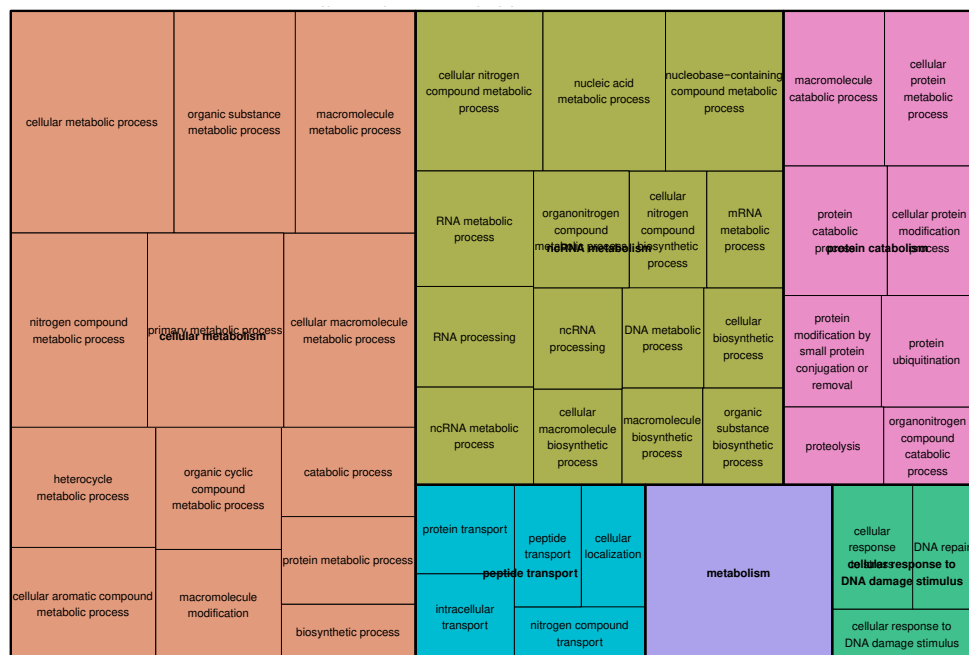 cellular metabolic process
organic substance
metabolic process
macromolecule
metabolic process
nitrogen compound
metabolic process
primary metabolic process
cellular macromolecule
metabolic process
cellular metabolism
heterocycle
metabolic process
organic cyclic
compound
metabolic process
catabolic process
protein metabolic process
cellular aromatic compound
metabolic process
macromolecule
modification
biosynthetic process
cellular nitrogen
compound metabolic
process
nucleic acid
metabolic process
nucleobase−containing
compound metabolic
process
RNA metabolic
process
organonitrogen
compound
metabolic process
cellular
nitrogen
compound
biosynthetic
process
mRNA
metabolic
process
ncRNA metabolism
RNA processing
ncRNA
processing
DNA metabolic
process
cellular
biosynthetic
process
ncRNA metabolic
process
cellular
macromolecule
biosynthetic
process
macromolecule
biosynthetic
process
organic
substance
biosynthetic
process
macromolecule
catabolic process
cellular
protein
metabolic
process
protein
catabolic
process
cellular protein
modification
process
protein catabolism
protein
modification by
small protein
conjugation or
removal
protein
ubiquitination
proteolysis
organonitrogen
compound
catabolic
process
protein transport
peptide
transport
cellular
localization
peptide transport
intracellular
transport
nitrogen compound
transport
metabolism
cellular
response
DNA repair
cellular response to
DNA damage stimulus
cellular response to
DNA damage stimulus